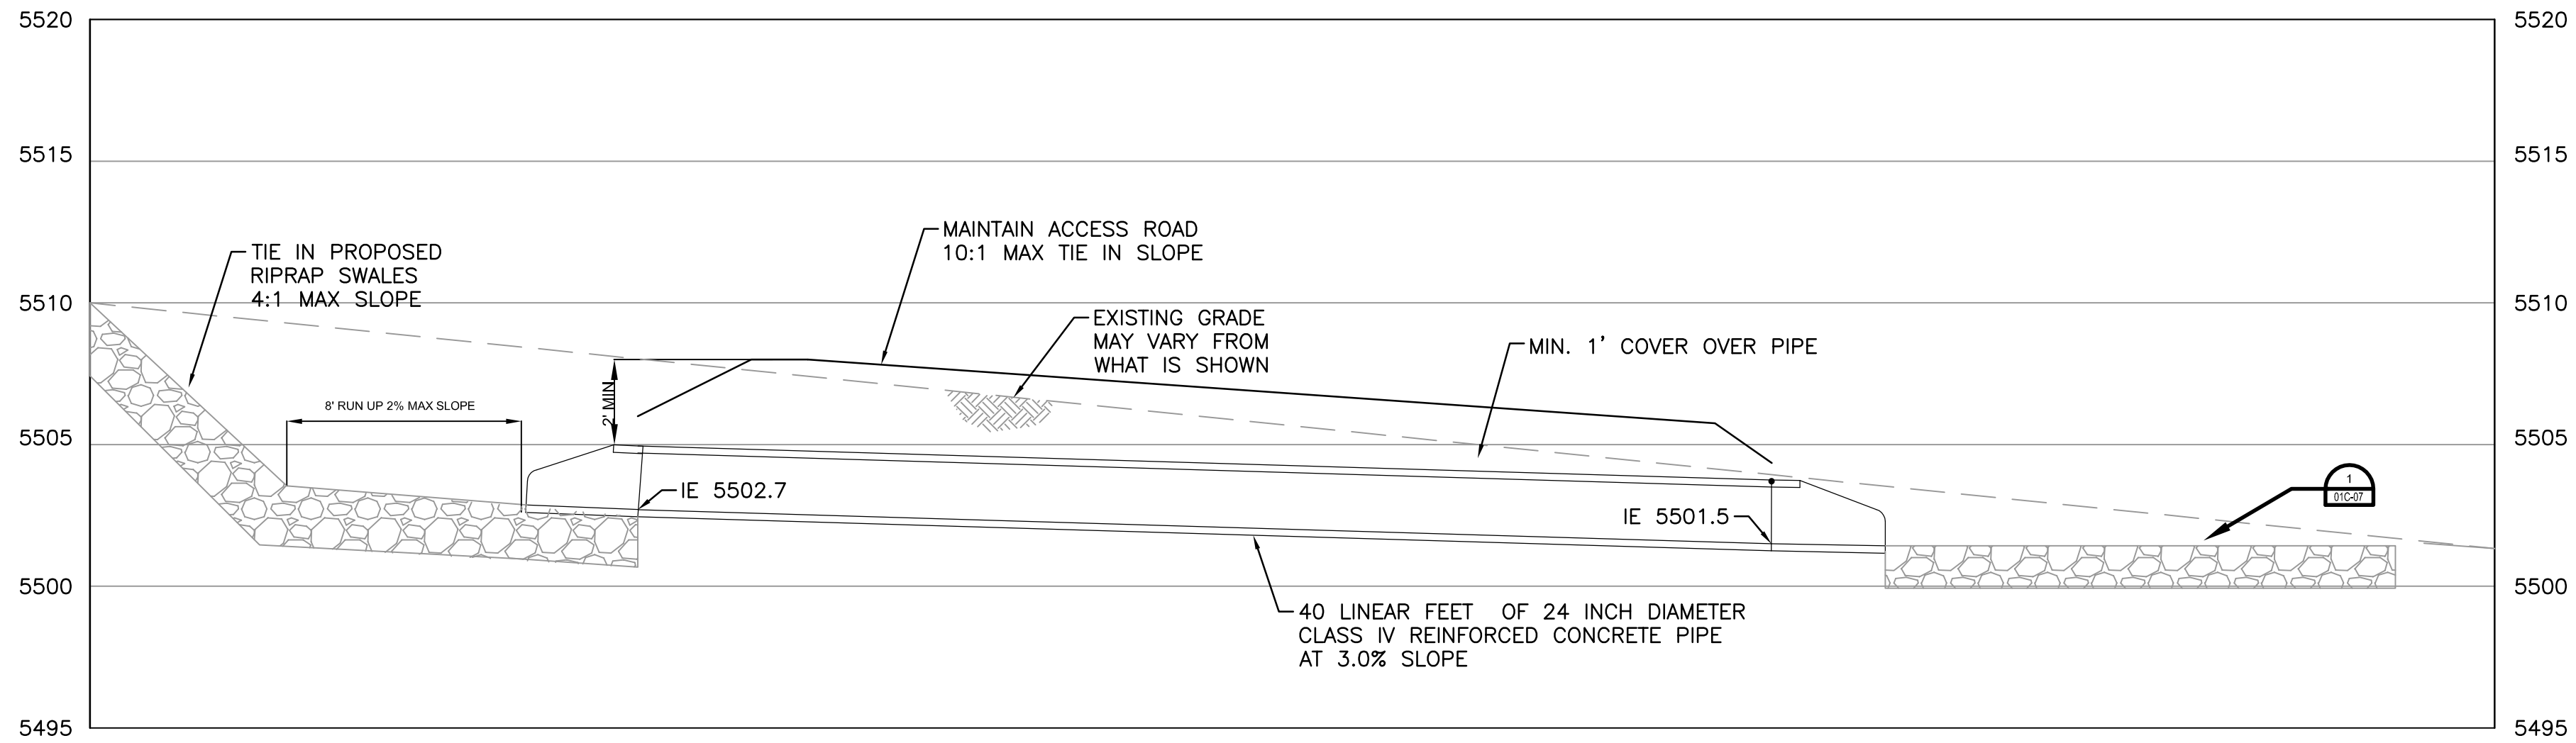 5520
5520
5515
5515
MAINTAIN ACCESS ROAD
10:1 MAX TIE IN SLOPE
TIE IN PROPOSED
RIPRAP SWALES
4:1 MAX SLOPE
5510
5510
EXISTING GRADE
MAY VARY FROM
WHAT IS SHOWN
MIN. 1' COVER OVER PIPE
2' MIN
8' RUN UP 2% MAX SLOPE
5505
5505
IE 5502.7
1
01C-07
IE 5501.5
5500
5500
40 LINEAR FEET OF 24 INCH DIAMETER
CLASS IV REINFORCED CONCRETE PIPE
AT 3.0% SLOPE
5495
5495